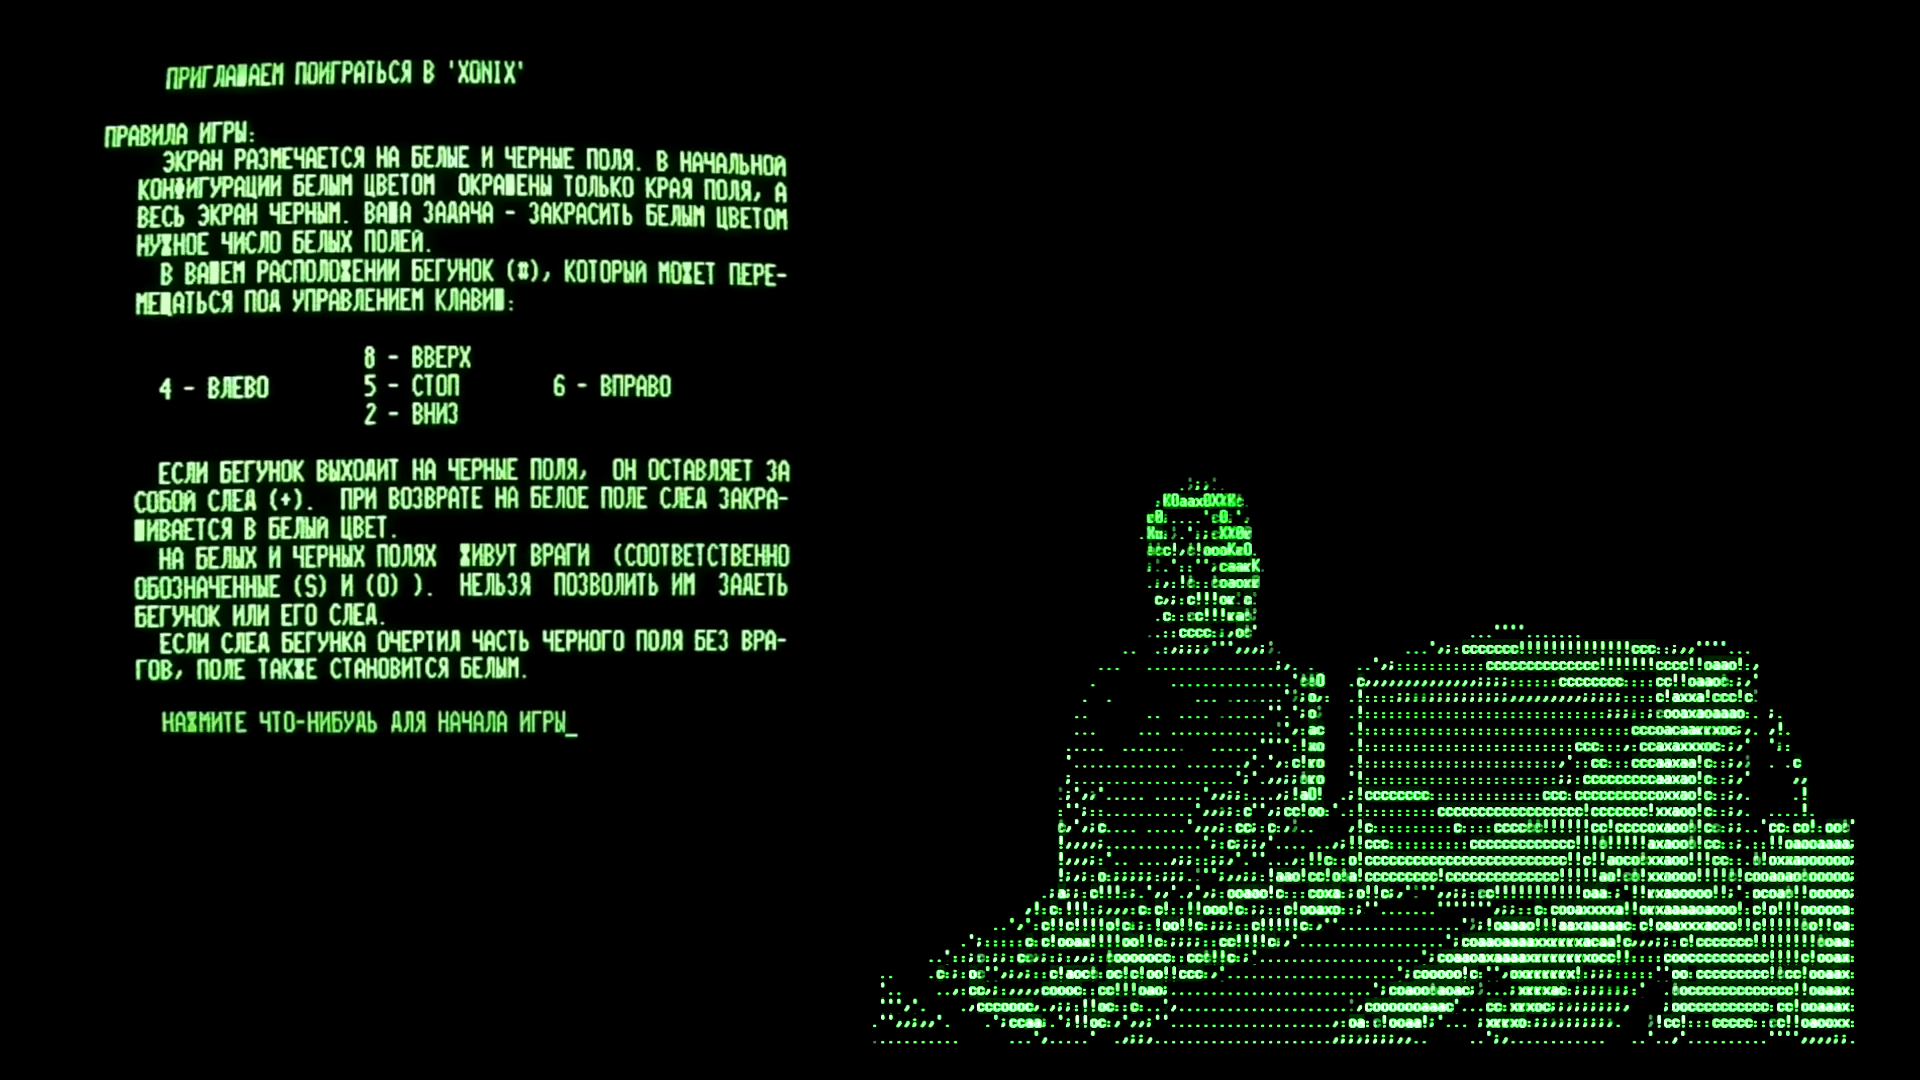 ПРИГЛАШАЕМ ПОИГРАТЬСЯ В 'XONIX'
ПРАВИЛА ИГРЫ:
ЭКРАН РАЗМЕЧАЕТСЯ НА БЕЛЫЕ И ЧЕРНЫЕ ПОЛЯ. В НАЧАЛЬНОЙ
КОНФИГУРАЦИИ БЕЛЫМ ЦВЕТОМ ОКРАШЕНЫ ТОЛЬКО КРАЯ ПОЛЯ, А
ВЕСЬ ЭКРАН ЧЕРНЫМ. ВАША ЗАДАЧА - ЗАКРАСИТЬ БЕЛЫМ ЦВЕТОМ
НУЖНОЕ ЧИСЛО БЕЛЫХ ПОЛЕЙ.
В ВАШЕМ РАСПОЛОЖЕНИИ БЕГУНОК (¤), КОТОРЫЙ МОЖЕТ ПЕРЕ-
МЕЩАТЬСЯ ПОД УПРАВЛЕНИЕМ КЛАВИШ:
8 - ВВЕРХ
4 - ВЛЕВО 5 - СТОП 6 - ВПРАВО
2 - ВНИЗ
ЕСЛИ БЕГУНОК ВЫХОДИТ НА ЧЕРНЫЕ ПОЛЯ, ОН ОСТАВЛЯЕТ ЗА
СОБОЙ СЛЕД (+). ПРИ ВОЗВРАТЕ НА БЕЛОЕ ПОЛЕ СЛЕД ЗАКРА-
ШИВАЕТСЯ В БЕЛЫЙ ЦВЕТ.
НА БЕЛЫХ И ЧЕРНЫХ ПОЛЯХ ЖИВУТ ВРАГИ (СООТВЕТСТВЕННО
ОБОЗНАЧЕННЫЕ (S) И (O) ). НЕЛЬЗЯ ПОЗВОЛИТЬ ИМ ЗАДЕТЬ
БЕГУНОК ИЛИ ЕГО СЛЕД.
ЕСЛИ СЛЕД БЕГУНКА ОЧЕРТИЛ ЧАСТЬ ЧЕРНОГО ПОЛЯ БЕЗ ВРА-
ГОВ, ПОЛЕ ТАКЖЕ СТАНОВИТСЯ БЕЛЫМ.
НАЖМИТЕ ЧТО-НИБУДЬ ДЛЯ НАЧАЛА ИГРЫ_